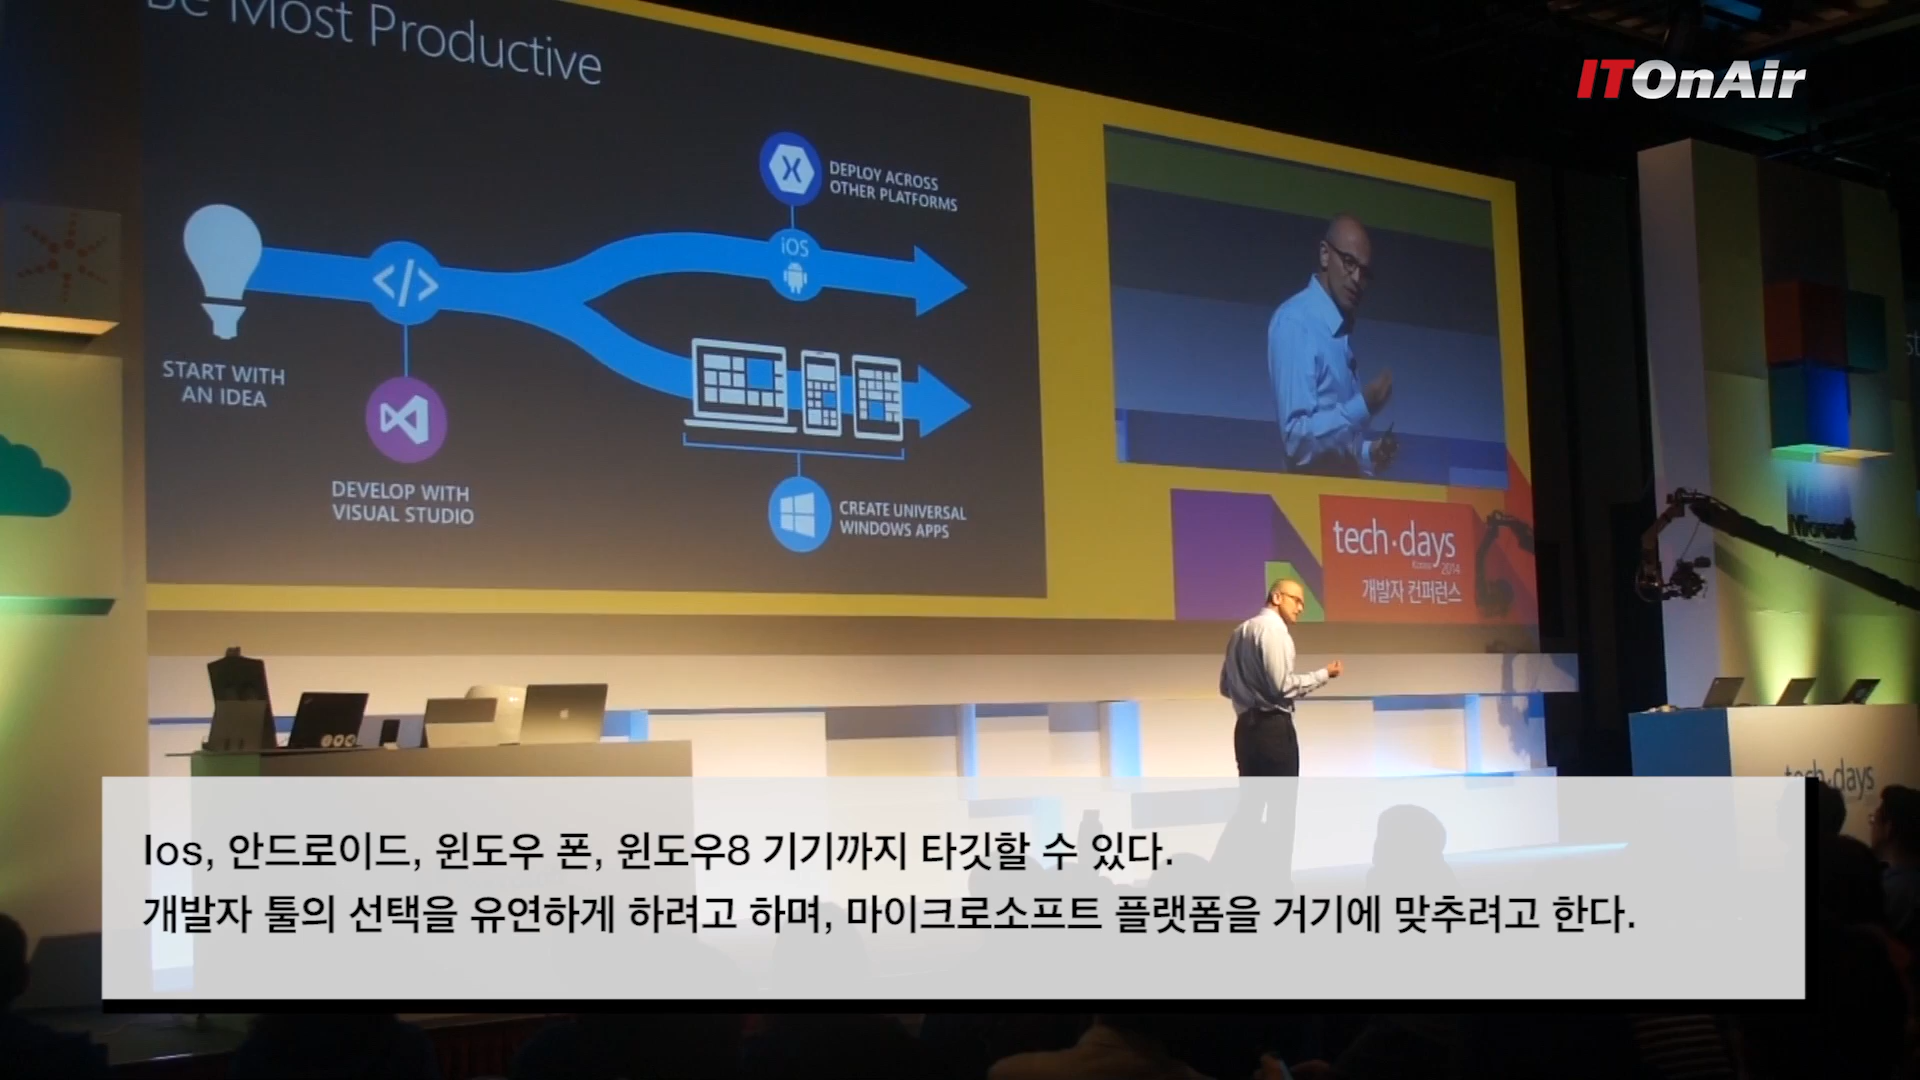 Be Most Productive
ITOnAir
DEPLOY ACROSS
OTHER PLATFORMS
iOS
</>
START WITH
AN IDEA
DEVELOP WITH
VISUAL STUDIO
CREATE UNIVERSAL
WINDOWS APPS
tech·days
Korea 2014
개발자 컨퍼런스
Microsoft
tech·days
Ios, 안드로이드, 윈도우 폰, 윈도우8 기기까지 타깃할 수 있다.
개발자 툴의 선택을 유연하게 하려고 하며, 마이크로소프트 플랫폼을 거기에 맞추려고 한다.